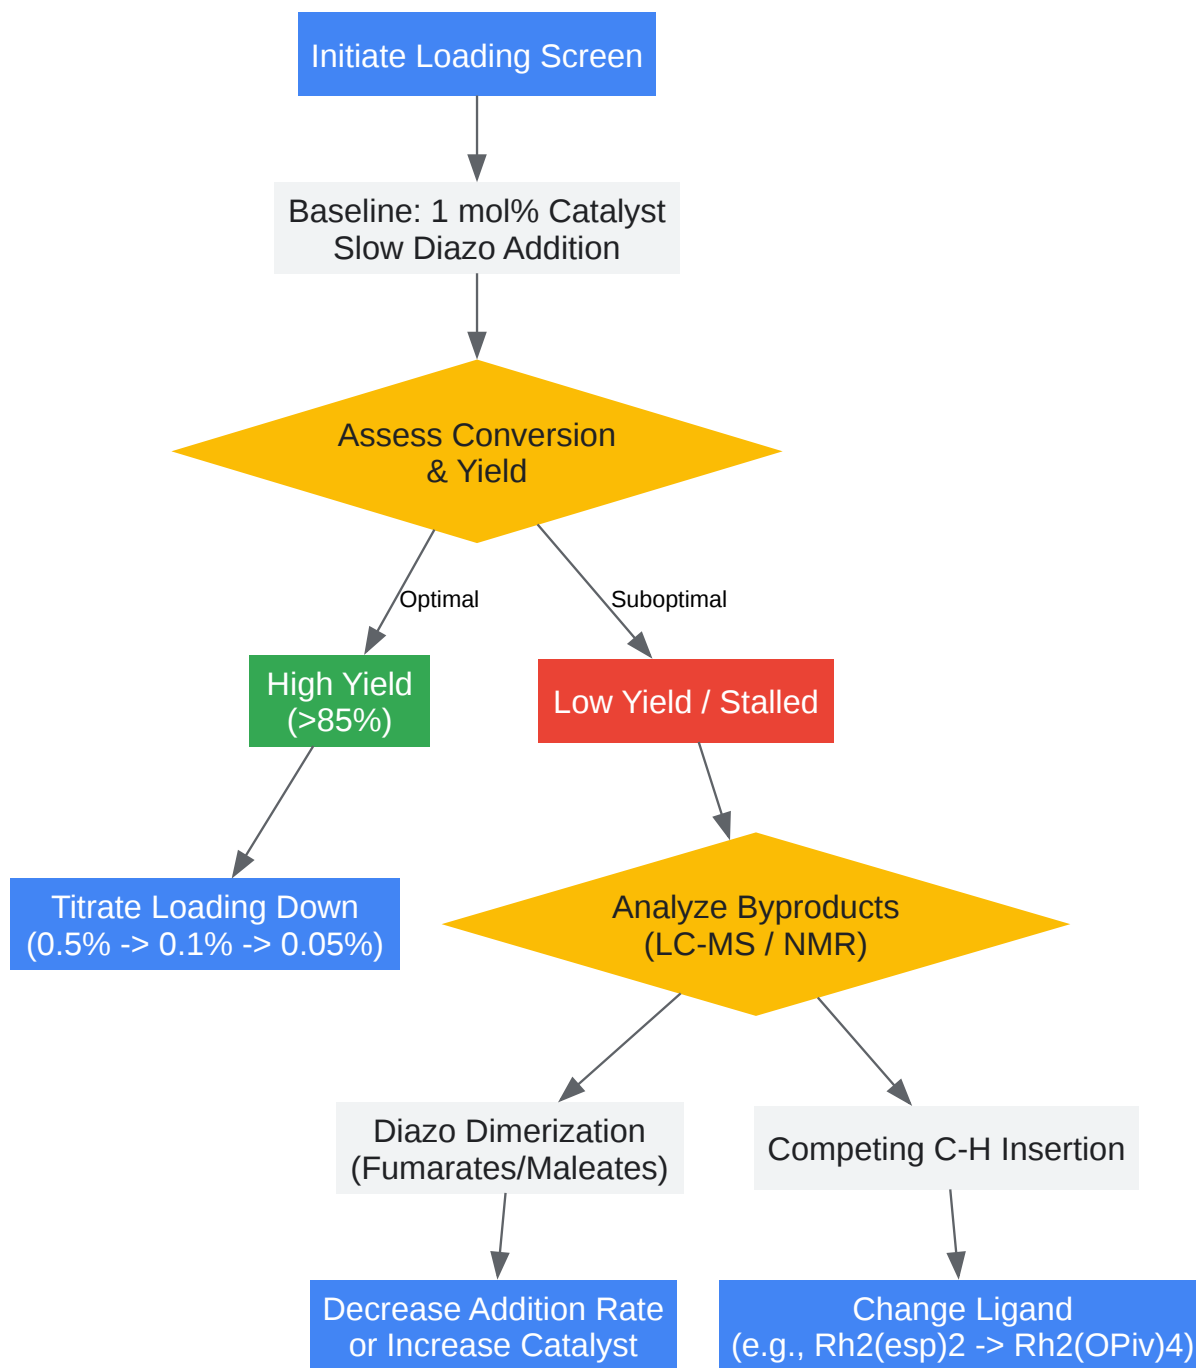 Initiate Loading Screen
Baseline: 1 mol% Catalyst
Slow Diazo Addition
Assess Conversion
& Yield
Optimal
Suboptimal
High Yield
(>85%)
Low Yield / Stalled
Titrate Loading Down
(0.5% -> 0.1% -> 0.05%)
Analyze Byproducts
(LC-MS / NMR)
Diazo Dimerization
(Fumarates/Maleates)
Competing C-H Insertion
Decrease Addition Rate
or Increase Catalyst
Change Ligand
(e.g., Rh2(esp)2 -> Rh2(OPiv)4)